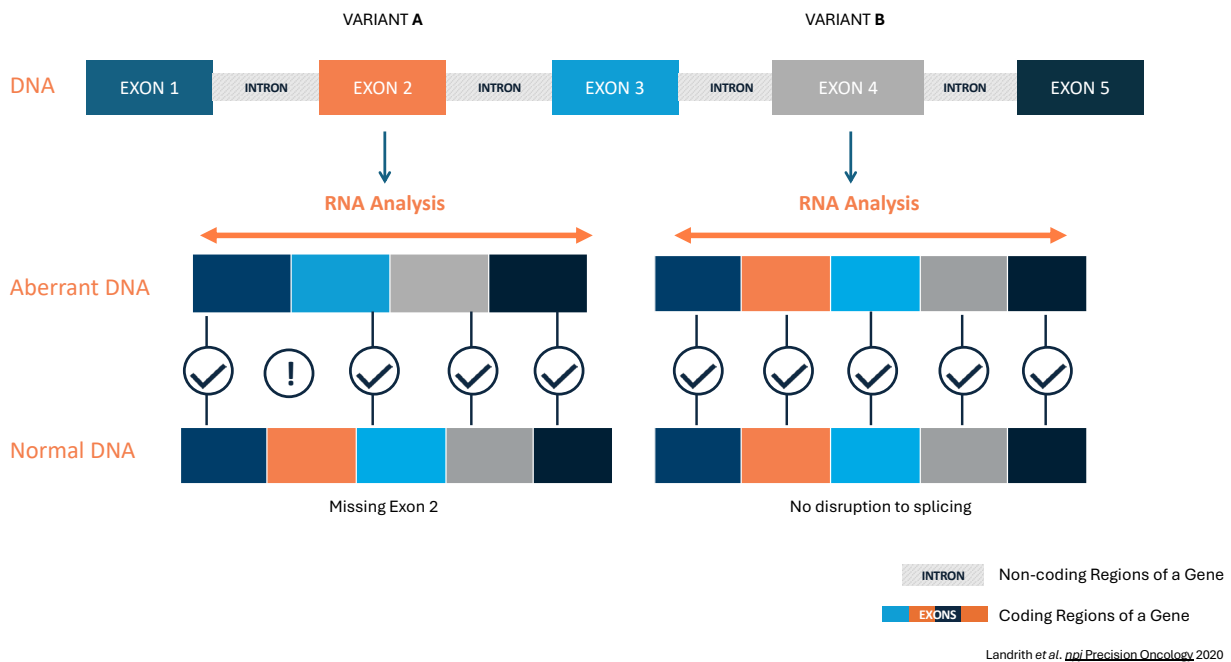 VARIANT A
VARIANT B
DNA
EXON 1
INTRON
EXON 2
INTRON
EXON 3
INTRON
EXON 4
INTRON
EXON 5
RNA Analysis
RNA Analysis
Aberrant DNA
!
Normal DNA
Missing Exon 2
No disruption to splicing
INTRON
Non-coding Regions of a Gene
EXONS
Coding Regions of a Gene
Landrith et al. npj Precision Oncology 2020